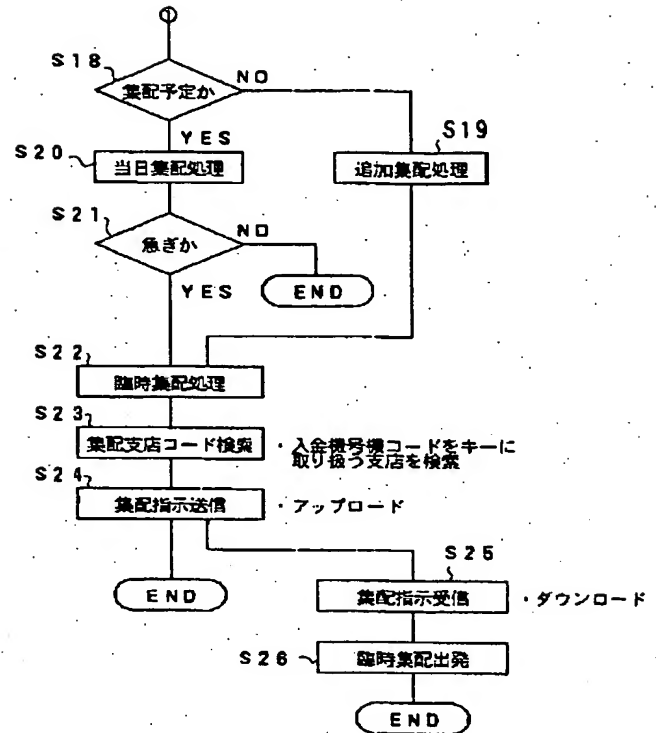 S18
集配予定か
NO
YES
S19
S20
当日集配処理
追加集配処理
S21
急ぎか
NO
YES
END
S22
臨時集配処理
S23
集配支店コード検索
・入金機号機コードをキーに
取り扱う支店を検索
S24
集配指示送信
・アップロード
S25
END
集配指示受信
・ダウンロード
S26
臨時集配出発
END